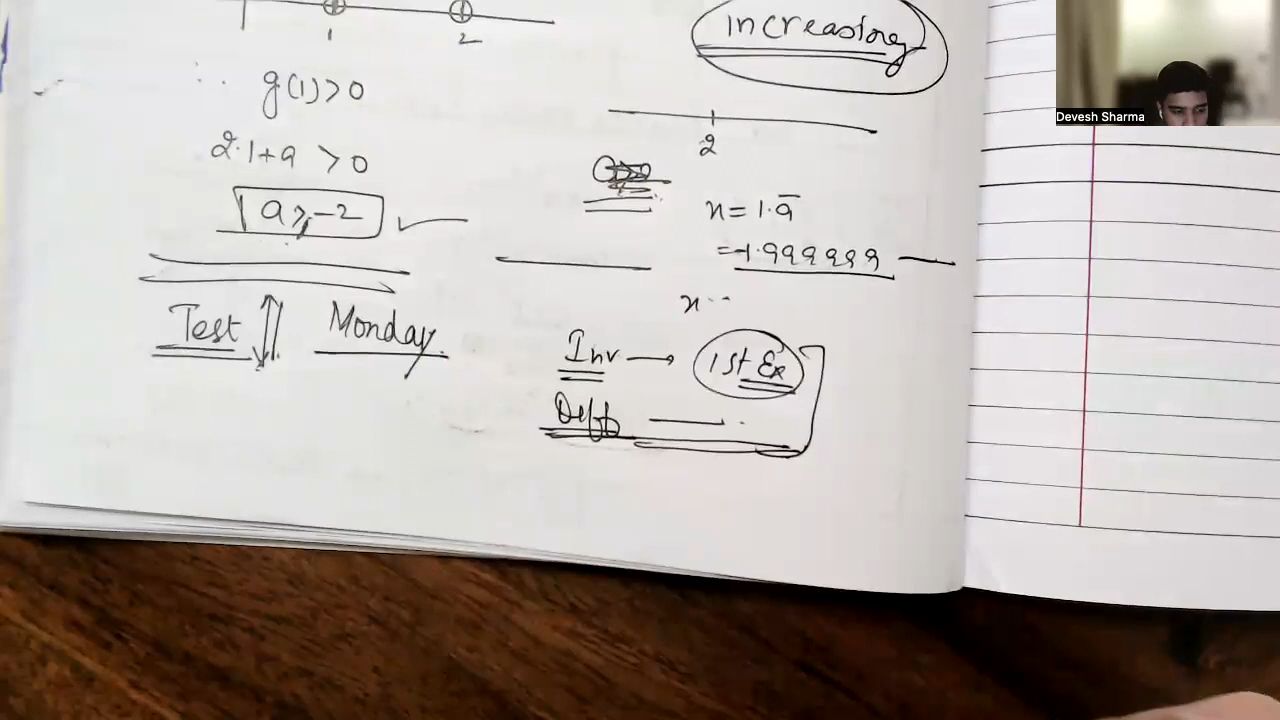 1 2
∴ g(1)>0
2·1+a >0
a ≥ -2
Test Monday
increasing
2
x = 1.9̅
= 1.999999
x
Inv → 1st Ex
Diff
Devesh Sharma